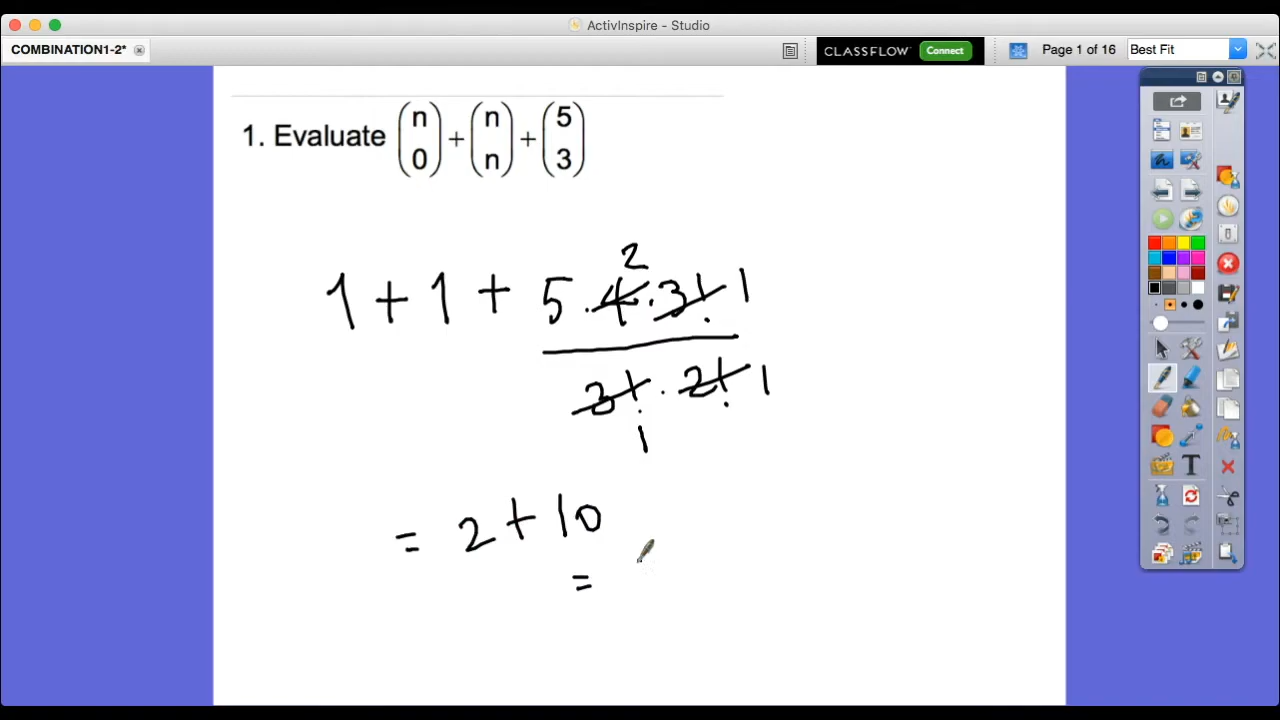 ActivInspire - Studio
COMBINATION1-2*
CLASSFLOW Connect
Page 1 of 16
Best Fit
1. Evaluate (n 0) + (n n) + (5 3)
2
1 + 1 + 5 · 4 · 3! 1
3! · 2! 1
1
= 2 + 10
=
T